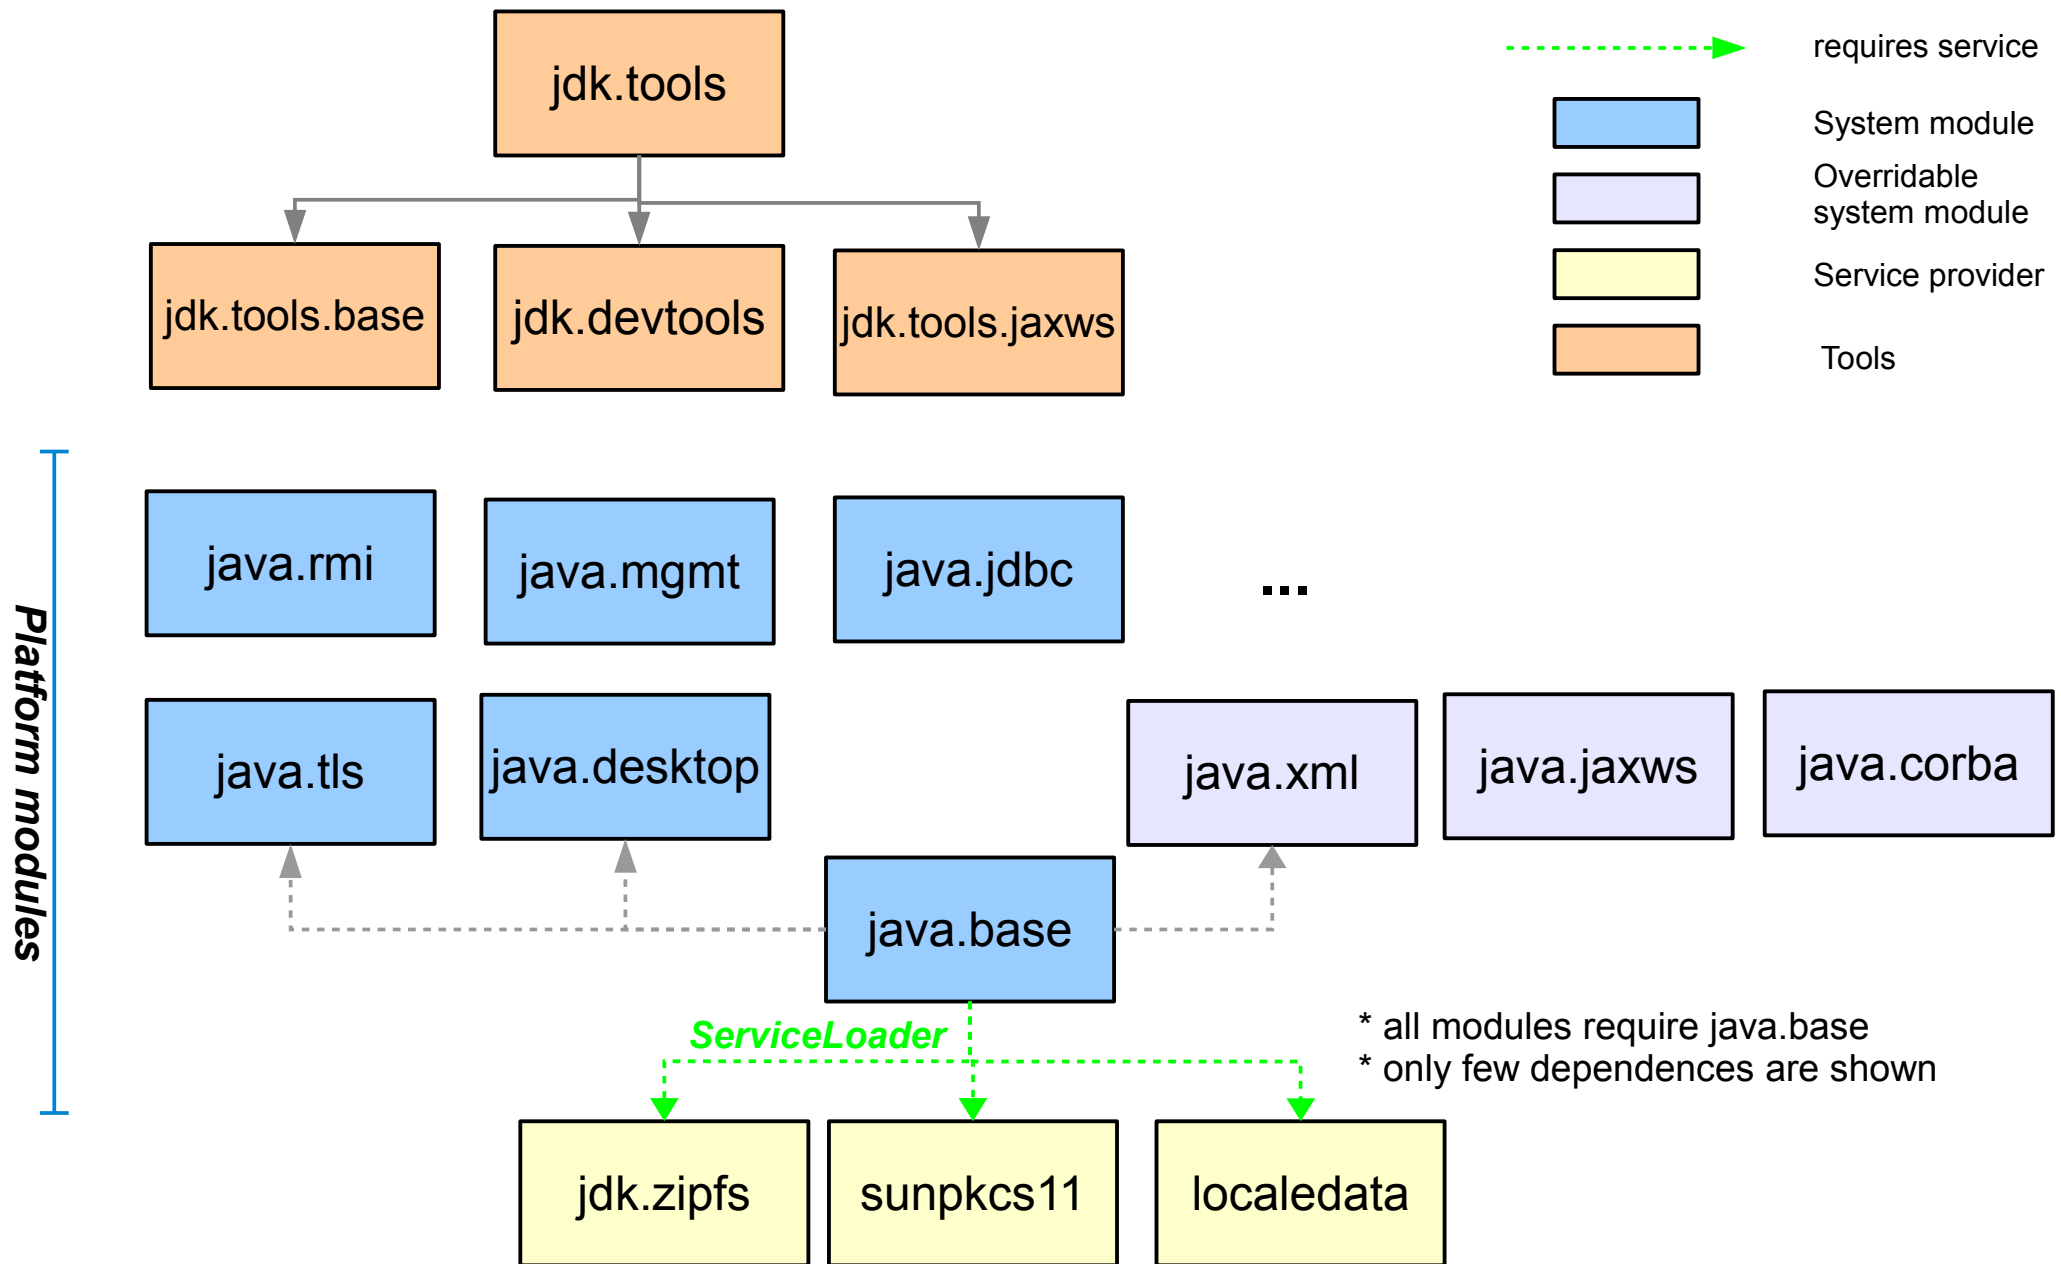 jdk.tools
requires service
System module
Overridable
system module
Service provider
Tools
jdk.tools.base
jdk.devtools
jdk.tools.jaxws
Platform modules
java.rmi
java.mgmt
java.jdbc
...
java.tls
java.desktop
java.xml
java.jaxws
java.corba
java.base
ServiceLoader
* all modules require java.base
* only few dependences are shown
jdk.zipfs
sunpkcs11
localedata